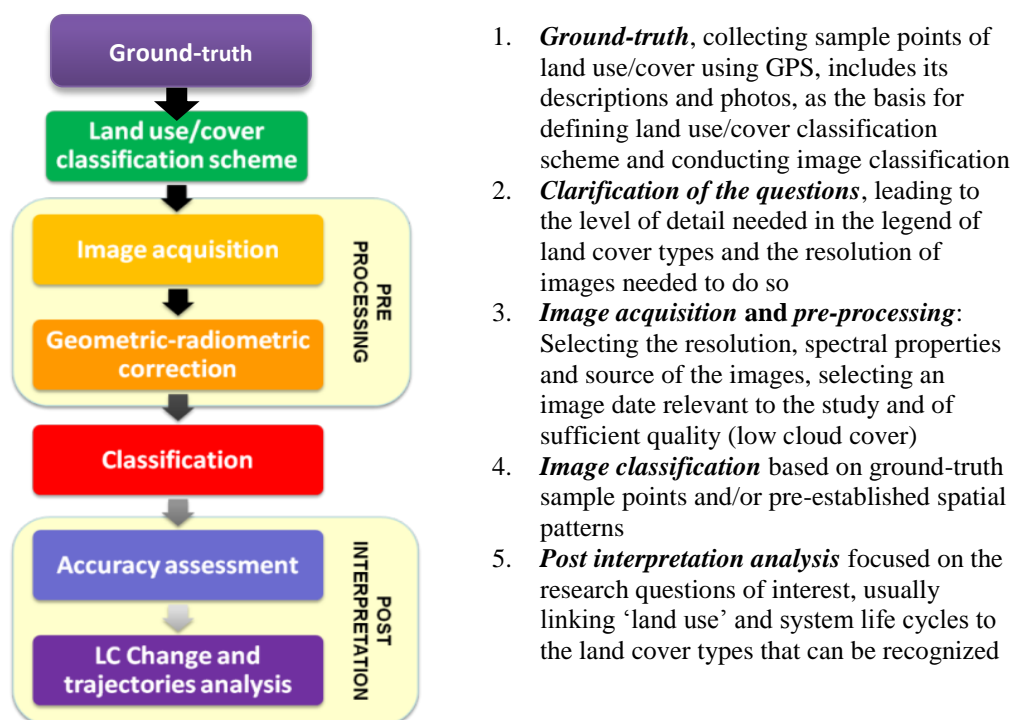 Ground-truth
Land use/cover
classification scheme
Image acquisition
Geometric-radiometric
correction
PRE
PROCESSING
Classification
Accuracy assessment
LC Change and
trajectories analysis
POST
INTERPRETATION
1. Ground-truth, collecting sample points of
land use/cover using GPS, includes its
descriptions and photos, as the basis for
defining land use/cover classification
scheme and conducting image classification
2. Clarification of the questions, leading to
the level of detail needed in the legend of
land cover types and the resolution of
images needed to do so
3. Image acquisition and pre-processing:
Selecting the resolution, spectral properties
and source of the images, selecting an
image date relevant to the study and of
sufficient quality (low cloud cover)
4. Image classification based on ground-truth
sample points and/or pre-established spatial
patterns
5. Post interpretation analysis focused on the
research questions of interest, usually
linking ‘land use’ and system life cycles to
the land cover types that can be recognized